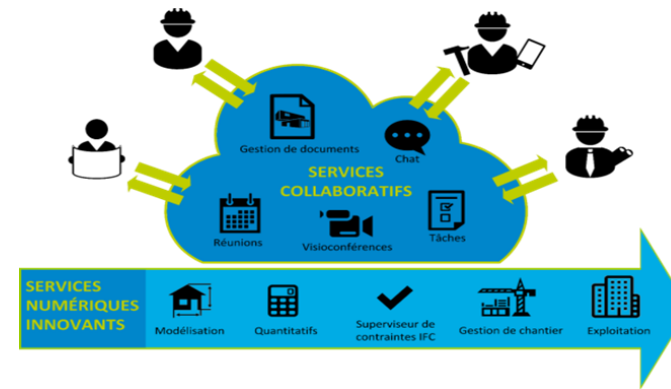 Gestion de documents
Chat
SERVICES
COLLABORATIFS
Réunions
Visioconférences
Tâches
SERVICES
NUMÉRIQUES
INNOVANTS
Modélisation
Quantitatifs
Superviseur de
contraintes IFC
Gestion de chantier
Exploitation